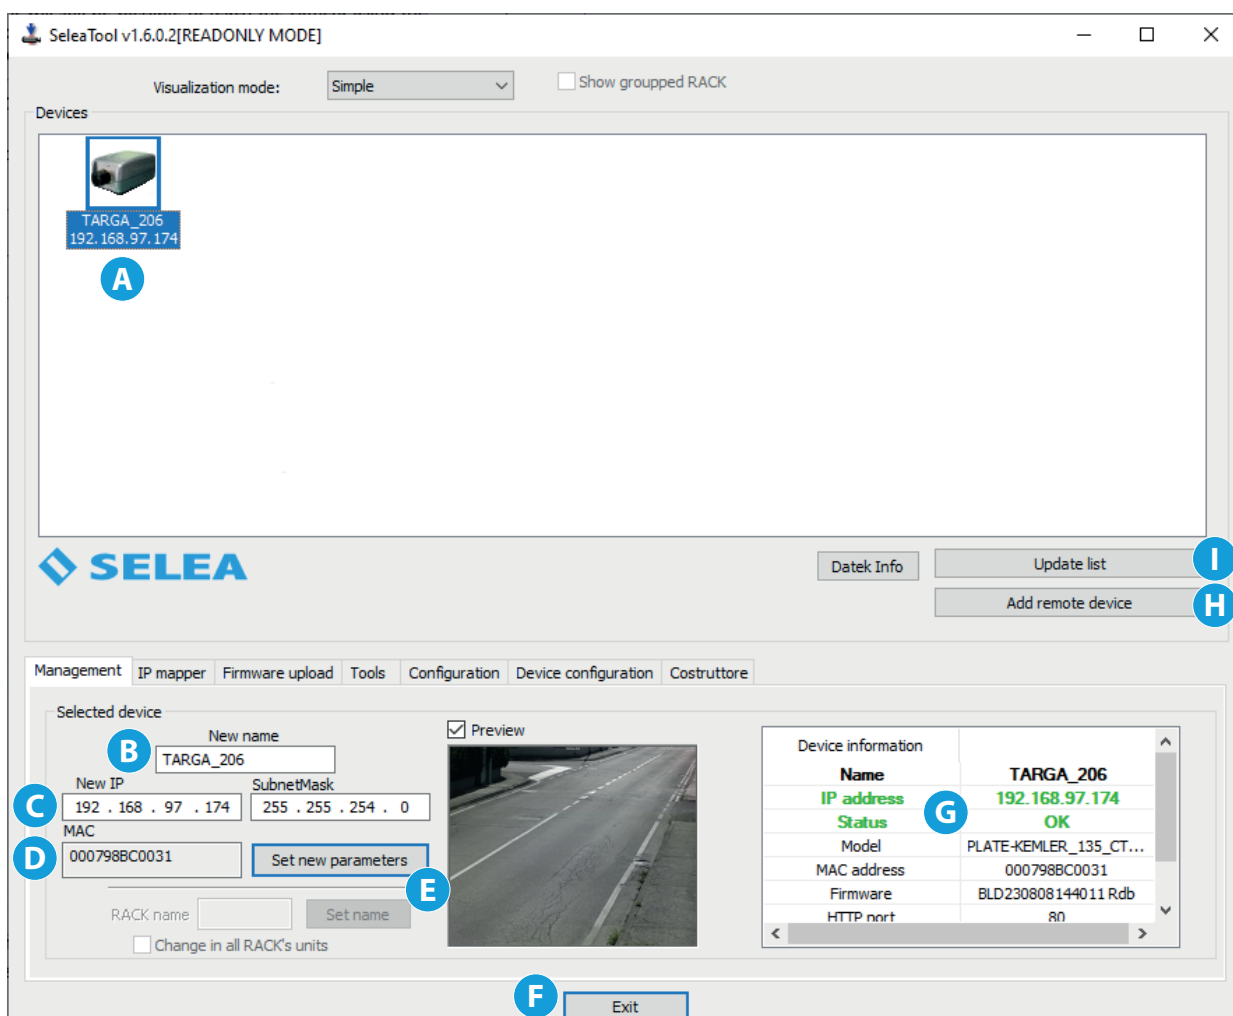 SeleaTool v1.6.0.2[READONLY MODE]
Visualization mode: Simple Show groupped RACK
Devices
TARGA_206
192.168.97.174
A
SELEA
Datek Info Update list I
Add remote device H
Management IP mapper Firmware upload Tools Configuration Device configuration Costruttore
Selected device
B New name
TARGA_206
New IP SubnetMask
C 192 . 168 . 97 . 174 255 . 255 . 254 . 0
MAC
D 000798BC0031 Set new parameters
E
RACK name Set name
Change in all RACK's units
Preview
Device information
Name TARGA_206
IP address 192.168.97.174
G
Status OK
Model PLATE-KEMLER_135_CT...
MAC address 000798BC0031
Firmware BLD230808144011 Rdb
HTTP port 80
F Exit